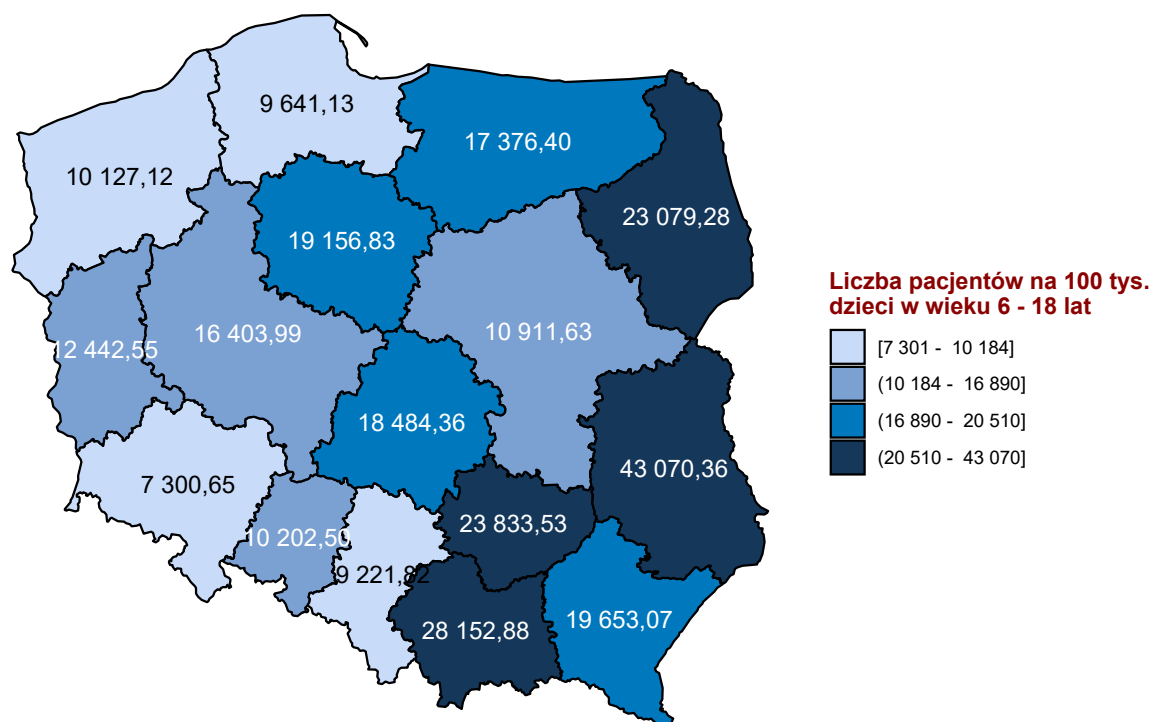 9 641,13
17 376,40
10 127,12
23 079,28
19 156,83
16 403,99
10 911,63
12 442,55
18 484,36
43 070,36
7 300,65
23 833,53
10 202,50
9 221,82
28 152,88
19 653,07
Liczba pacjentów na 100 tys.
dzieci w wieku 6 - 18 lat
[7 301 - 10 184]
(10 184 - 16 890]
(16 890 - 20 510]
(20 510 - 43 070]